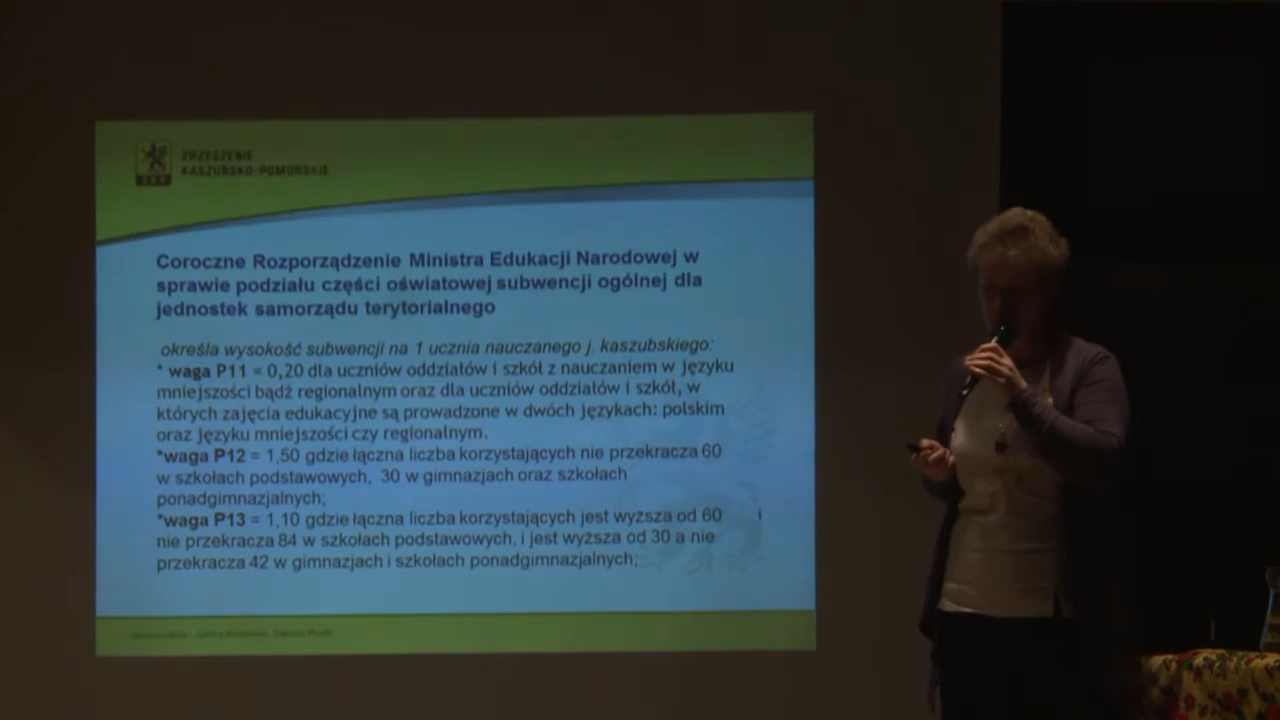 ZRZESZENIE
KASZUBSKO-POMORSKIE
ZKP
Coroczne Rozporządzenie Ministra Edukacji Narodowej w
sprawie podziału części oświatowej subwencji ogólnej dla
jednostek samorządu terytorialnego
określa wysokość subwencji na 1 ucznia nauczanego j. kaszubskiego:
* waga P11 = 0,20 dla uczniów oddziałów i szkół z nauczaniem w języku
mniejszości bądź regionalnym oraz dla uczniów oddziałów i szkół, w
których zajęcia edukacyjne są prowadzone w dwóch językach: polskim
oraz języku mniejszości czy regionalnym.
*waga P12 = 1,50 gdzie łączna liczba korzystających nie przekracza 60
w szkołach podstawowych, 30 w gimnazjach oraz szkołach
ponadgimnazjalnych;
*waga P13 = 1,10 gdzie łączna liczba korzystających jest wyższa od 60 i
nie przekracza 84 w szkołach podstawowych, i jest wyższa od 30 a nie
przekracza 42 w gimnazjach i szkołach ponadgimnazjalnych;